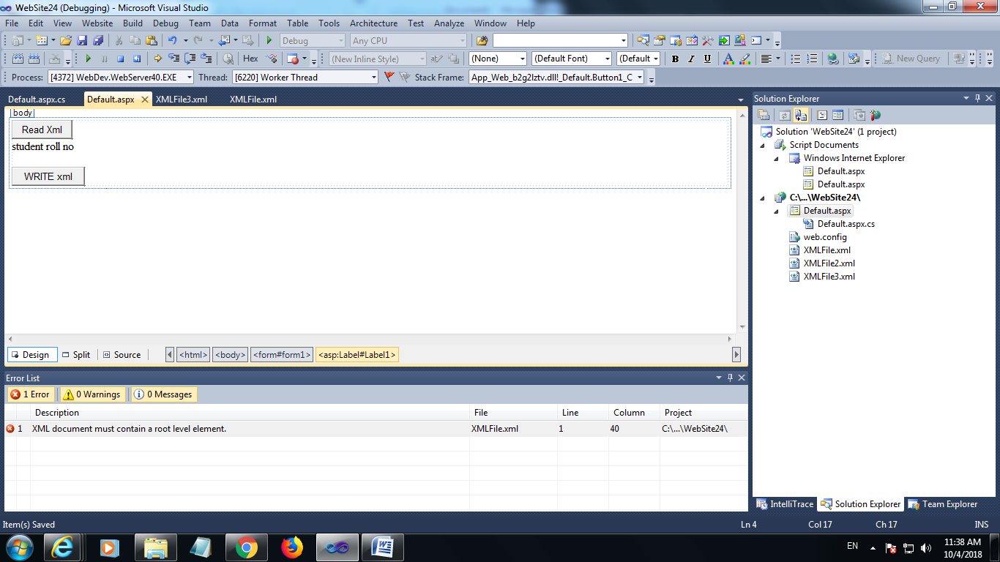 WebSite24 (Debugging) - Microsoft Visual Studio
File Edit View Website Build Debug Team Data Format Table Tools Architecture Test Analyze Window Help
Debug Any CPU
Hex (New Inline Style) (None) (Default Font) (Default B I U A New Query
Process: [4372] WebDev.WebServer40.EXE Thread: [6220] Worker Thread Stack Frame: App_Web_b2g2lztv.dll!_Default.Button1_C
Default.aspx.cs Default.aspx XMLFile3.xml XMLFile.xml
body
Read Xml
student roll no
WRITE xml
Design Split Source <html> <body> <form#form1> <asp:Label#Label1>
Error List
1 Error 0 Warnings 0 Messages
Description File Line Column Project
1 XML document must contain a root level element. XMLFile.xml 1 40 C:\...\WebSite24\
Solution Explorer
Solution 'WebSite24' (1 project)
Script Documents
Windows Internet Explorer
Default.aspx
Default.aspx
C:\...\WebSite24\
Default.aspx
Default.aspx.cs
web.config
XMLFile.xml
XMLFile2.xml
XMLFile3.xml
IntelliTrace Solution Explorer Team Explorer
Item(s) Saved Ln 4 Col 17 Ch 17 INS
EN 11:38 AM
10/4/2018